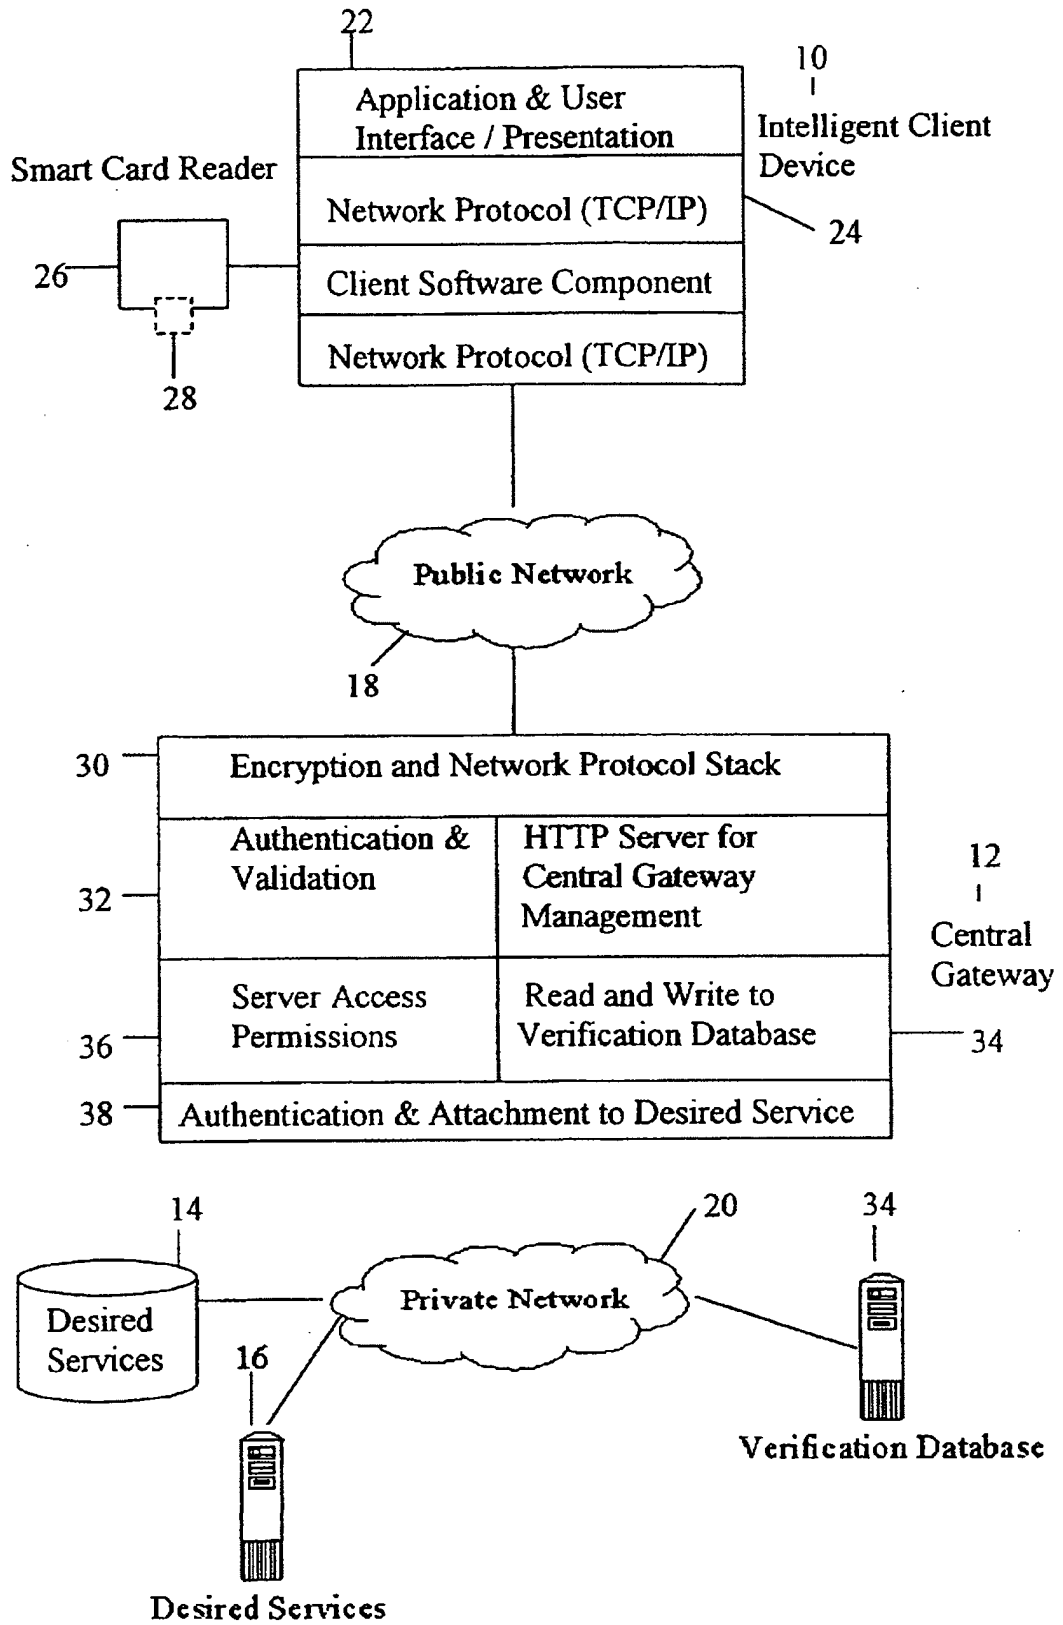 22
10
Application & User
Interface / Presentation
Intelligent Client
Device
Smart Card Reader
Network Protocol (TCP/IP)
24
26
Client Software Component
Network Protocol (TCP/IP)
28
Public Network
18
30
Encryption and Network Protocol Stack
Authentication &
Validation
HTTP Server for
Central Gateway
Management
12
32
Central
Gateway
Server Access
Permissions
Read and Write to
Verification Database
36
34
38
Authentication & Attachment to Desired Service
14
20
34
Private Network
Desired
Services
16
Verification Database
Desired Services